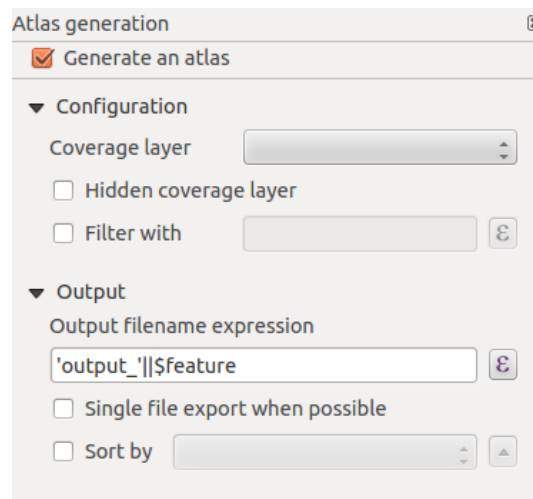 Atlas generation
Generate an atlas
Configuration
Coverage layer
Hidden coverage layer
Filter with
ε
Output
Output filename expression
'output_'||$feature
ε
Single file export when possible
Sort by